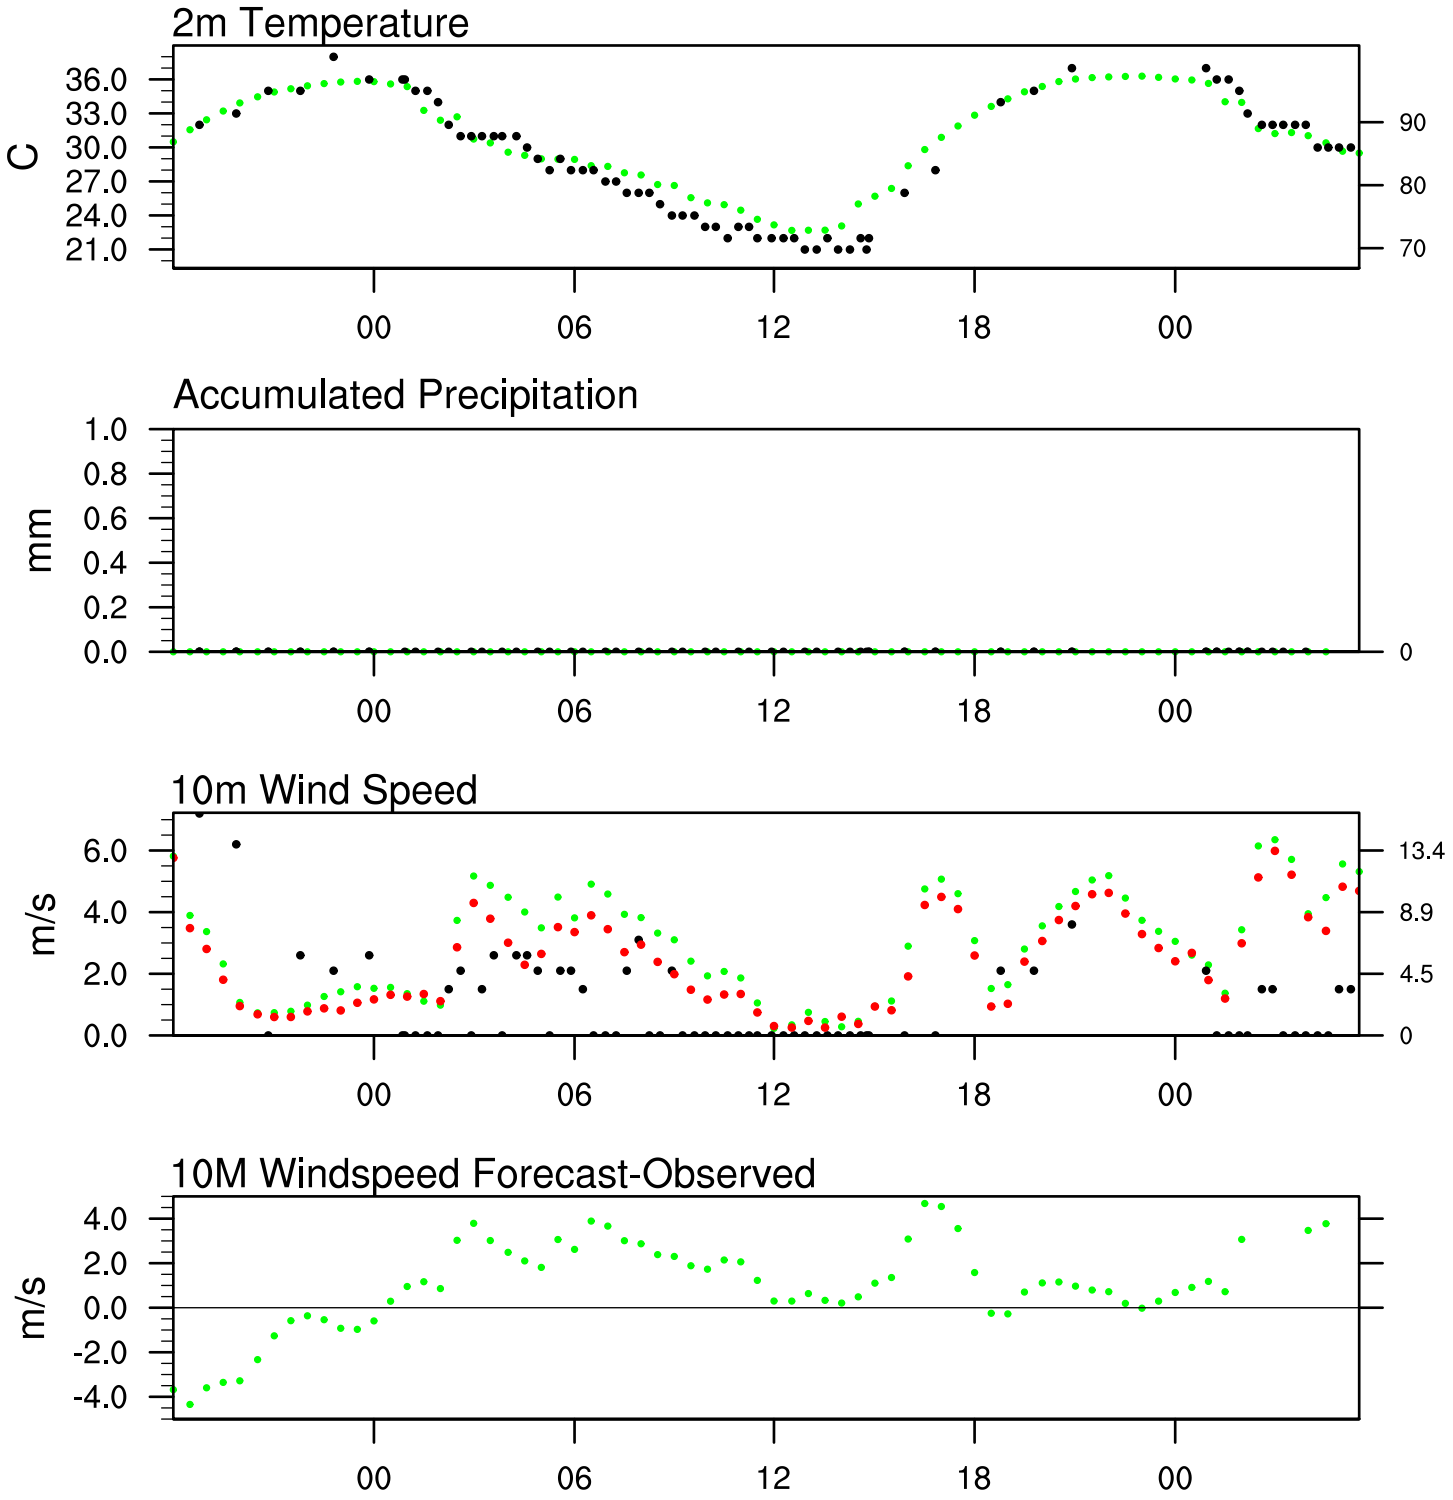 2m Temperature
36.0
33.0
30.0
27.0
24.0
21.0
C
90
80
70
00 06 12 18 00
Accumulated Precipitation
1.0
0.8
0.6
0.4
0.2
0.0
mm
0
00 06 12 18 00
10m Wind Speed
6.0
4.0
2.0
0.0
m/s
13.4
8.9
4.5
0
00 06 12 18 00
10M Windspeed Forecast-Observed
4.0
2.0
0.0
-2.0
-4.0
m/s
00 06 12 18 00